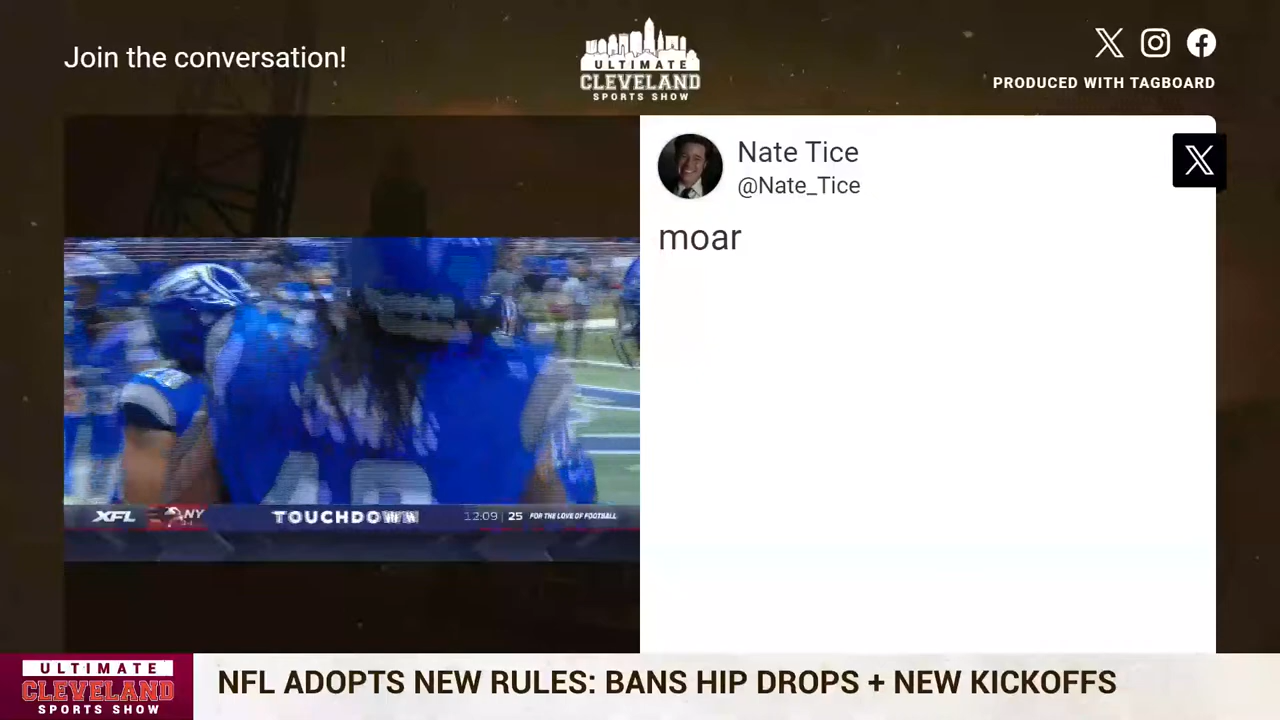 Join the conversation!
ULTIMATE
CLEVELAND
SPORTS SHOW
PRODUCED WITH TAGBOARD
Nate Tice
@Nate_Tice
moar
XFL
NY
TOUCHDOWN
12:09 | 25 FOR THE LOVE OF FOOTBALL
ULTIMATE
CLEVELAND
SPORTS SHOW
NFL ADOPTS NEW RULES: BANS HIP DROPS + NEW KICKOFFS